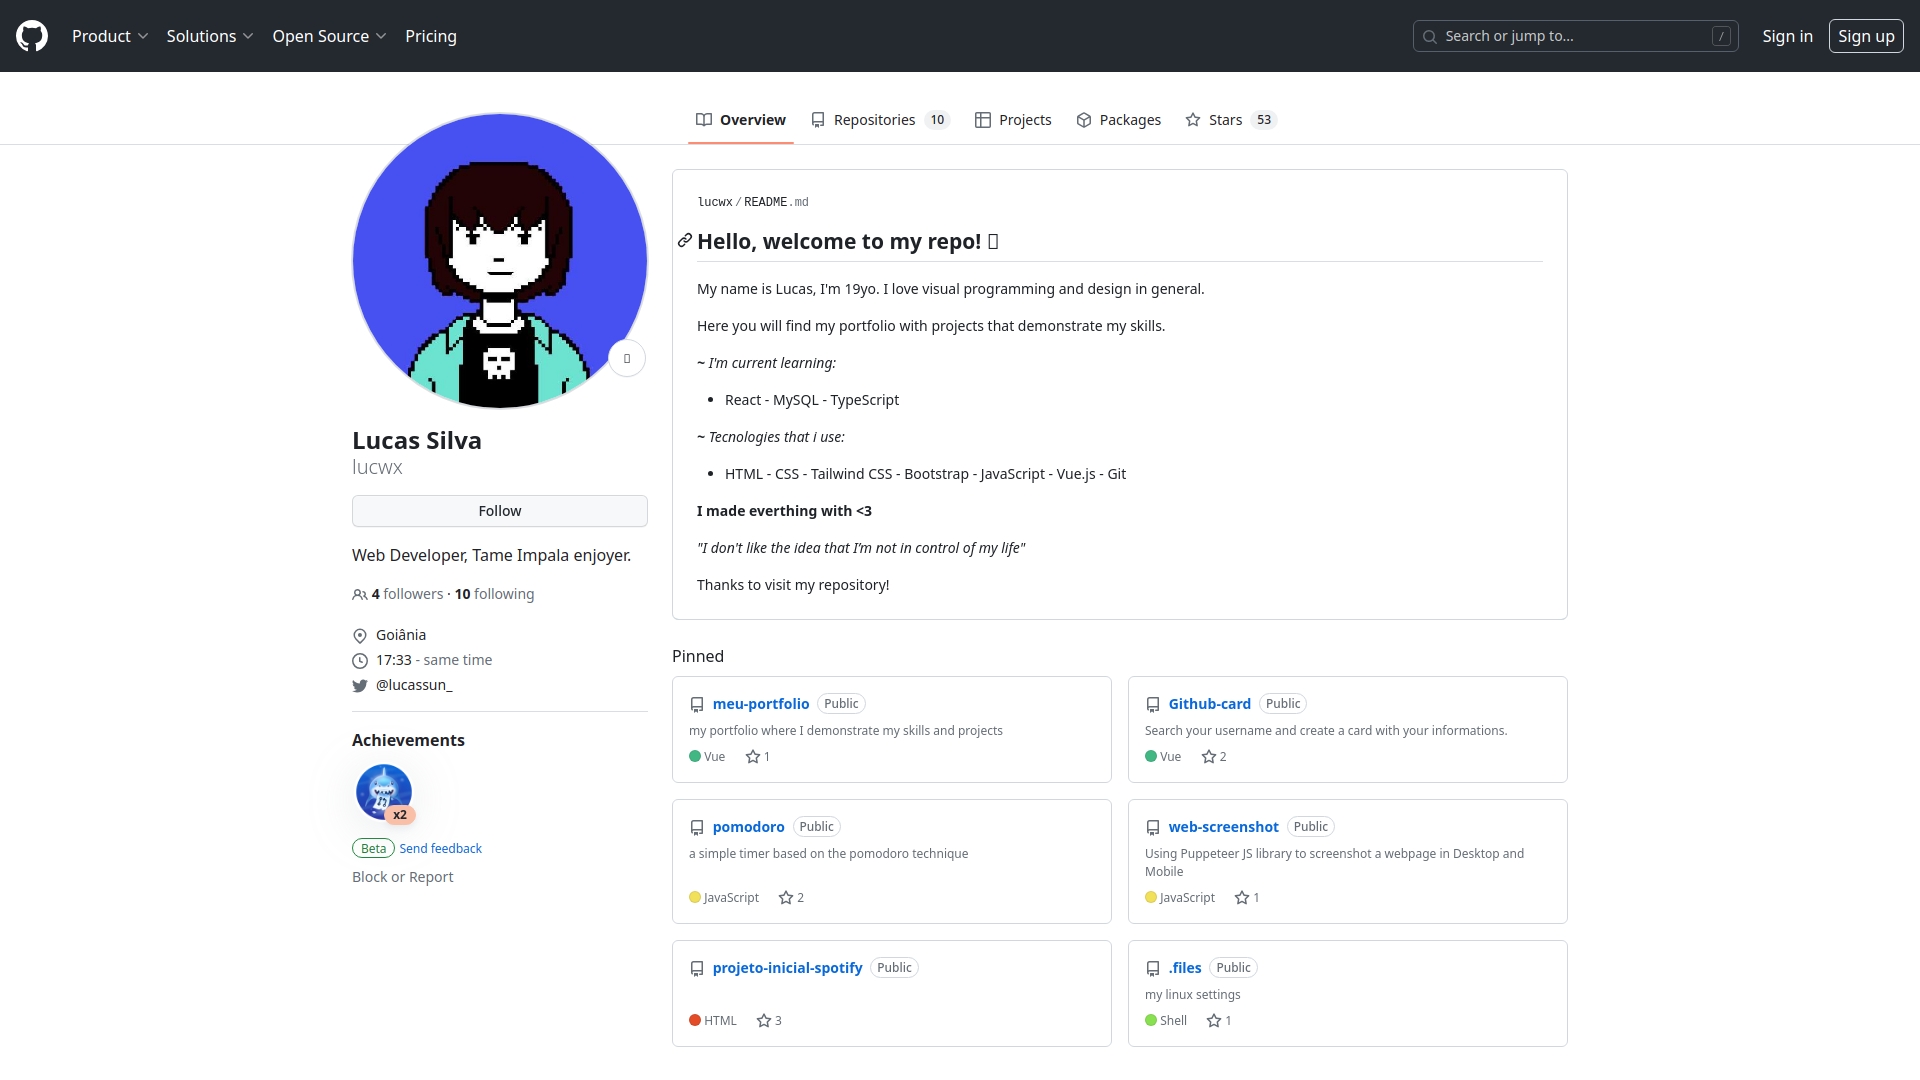 Product Solutions Open Source Pricing Search or jump to... / Sign in Sign up
Overview Repositories 10 Projects Packages Stars 53
lucwx/README.md
Hello, welcome to my repo!
My name is Lucas, I'm 19yo. I love visual programming and design in general.
Here you will find my portfolio with projects that demonstrate my skills.
~ I'm current learning:
React - MySQL - TypeScript
~ Tecnologies that i use:
HTML - CSS - Tailwind CSS - Bootstrap - JavaScript - Vue.js - Git
I made everthing with <3
"I don't like the idea that I’m not in control of my life"
Thanks to visit my repository!
Lucas Silva
lucwx
Follow
Web Developer, Tame Impala enjoyer.
4 followers · 10 following
Goiânia
17:33 - same time
@lucassun_
Achievements
x2
Beta Send feedback
Block or Report
Pinned
meu-portfolio Public
my portfolio where I demonstrate my skills and projects
Vue 1
Github-card Public
Search your username and create a card with your informations.
Vue 2
pomodoro Public
a simple timer based on the pomodoro technique
JavaScript 2
web-screenshot Public
Using Puppeteer JS library to screenshot a webpage in Desktop and
Mobile
JavaScript 1
projeto-inicial-spotify Public
HTML 3
.files Public
my linux settings
Shell 1